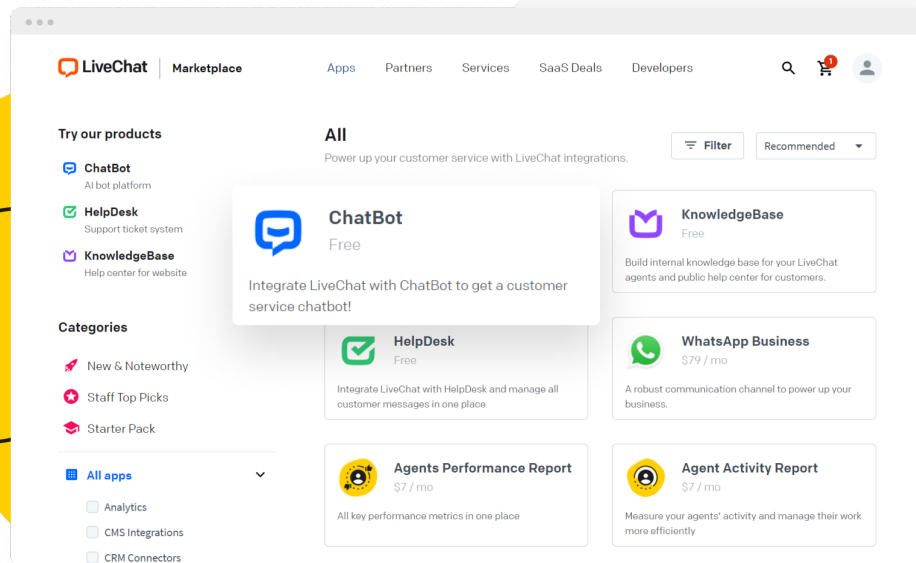 LiveChat
Marketplace
Apps
Partners
Services
SaaS Deals
Developers
1
Try our products
ChatBot
AI bot platform
HelpDesk
Support ticket system
KnowledgeBase
Help center for website
Categories
New & Noteworthy
Staff Top Picks
Starter Pack
All apps
Analytics
CMS Integrations
CRM Connectors
All
Power up your customer service with LiveChat integrations.
Filter
Recommended
ChatBot
Free
Integrate LiveChat with ChatBot to get a customer
service chatbot!
KnowledgeBase
Free
Build internal knowledge base for your LiveChat
agents and public help center for customers.
HelpDesk
Free
Integrate LiveChat with HelpDesk and manage all
customer messages in one place
WhatsApp Business
$79 / mo
A robust communication channel to power up your
business.
Agents Performance Report
$7 / mo
All key performance metrics in one place
Agent Activity Report
$7 / mo
Measure your agents' activity and manage their work
more efficiently